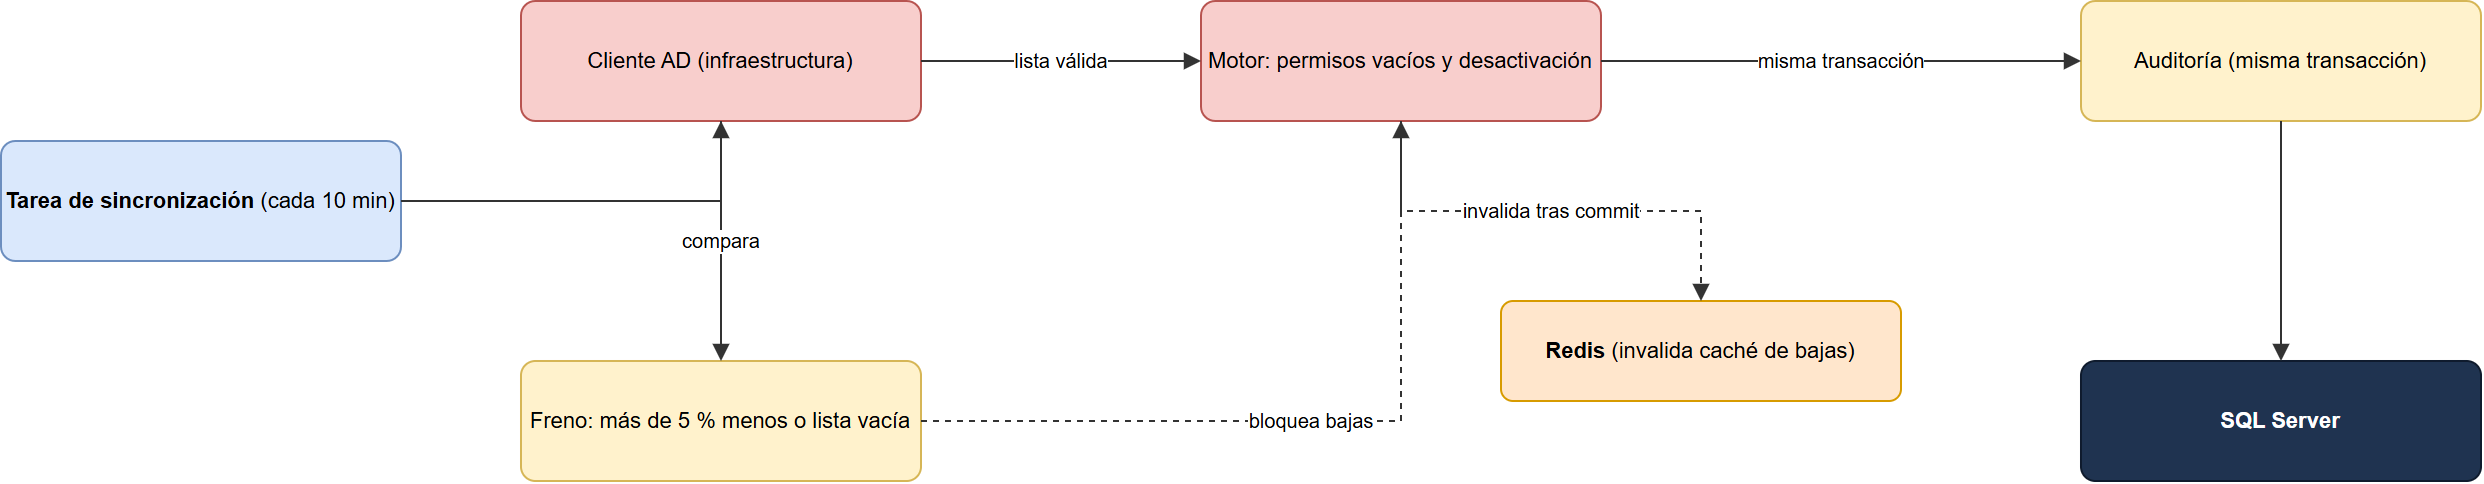 Cliente AD (infraestructura)
lista válida
Motor: permisos vacíos y desactivación
misma transacción
Auditoría (misma transacción)
Tarea de sincronización (cada 10 min)
compara
invalida tras commit
Redis (invalida caché de bajas)
Freno: más de 5 % menos o lista vacía
bloquea bajas
SQL Server